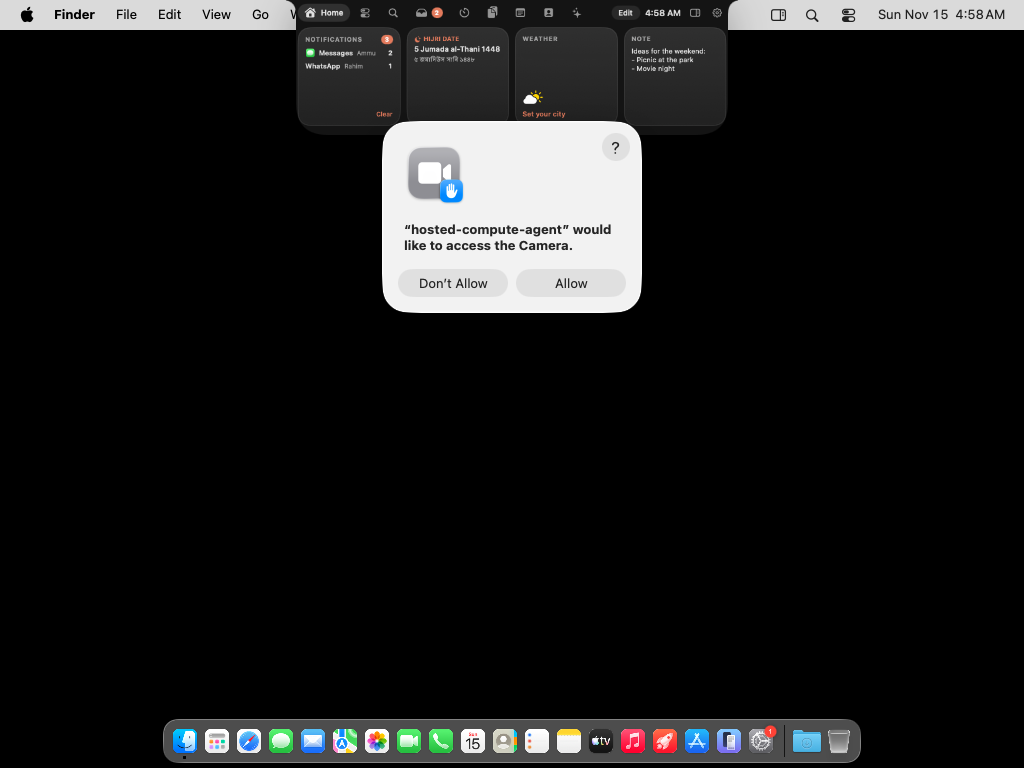 Finder File Edit View Go
Home
2
Edit 4:58 AM
Sun Nov 15 4:58 AM
NOTIFICATIONS 3
Messages Ammu 2
WhatsApp Rahim 1
Clear
HIJRI DATE
5 Jumada al-Thani 1448
WEATHER
Set your city
NOTE
Ideas for the weekend:
- Picnic at the park
- Movie night
?
“hosted-compute-agent” would
like to access the Camera.
Don't Allow
Allow
Sun
15
tv
1